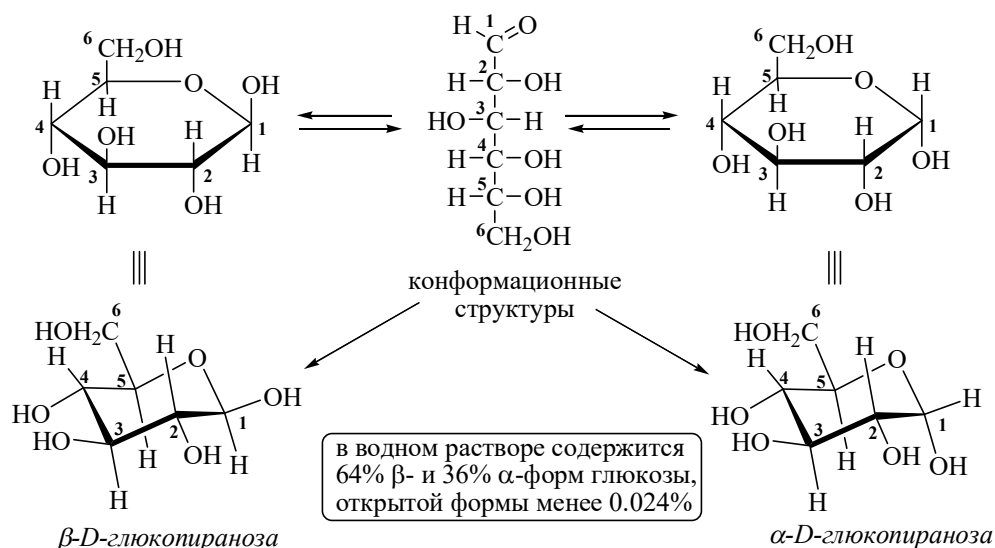 6
CH2OH
5
H
O
OH
H
4
OH
H
1
OH
H
3
2
H
OH
H
1
C
O
2
H
OH
HO
3
C
H
4
H
C
OH
5
H
C
OH
6
CH2OH
6
CH2OH
5
H
O
H
H
4
OH
H
1
OH
OH
3
2
H
OH
конформационные
структуры
6
HOH2C
H
H
O
4
5
HO
OH
HO
3
2
1
H
OH
H
H
β-D-глюкопираноза
в водном растворе содержится
64% β- и 36% α-форм глюкозы,
открытой формы менее 0.024%
6
HOH2C
H
H
O
4
5
H
HO
HO
3
2
1
H
OH
OH
H
α-D-глюкопираноза